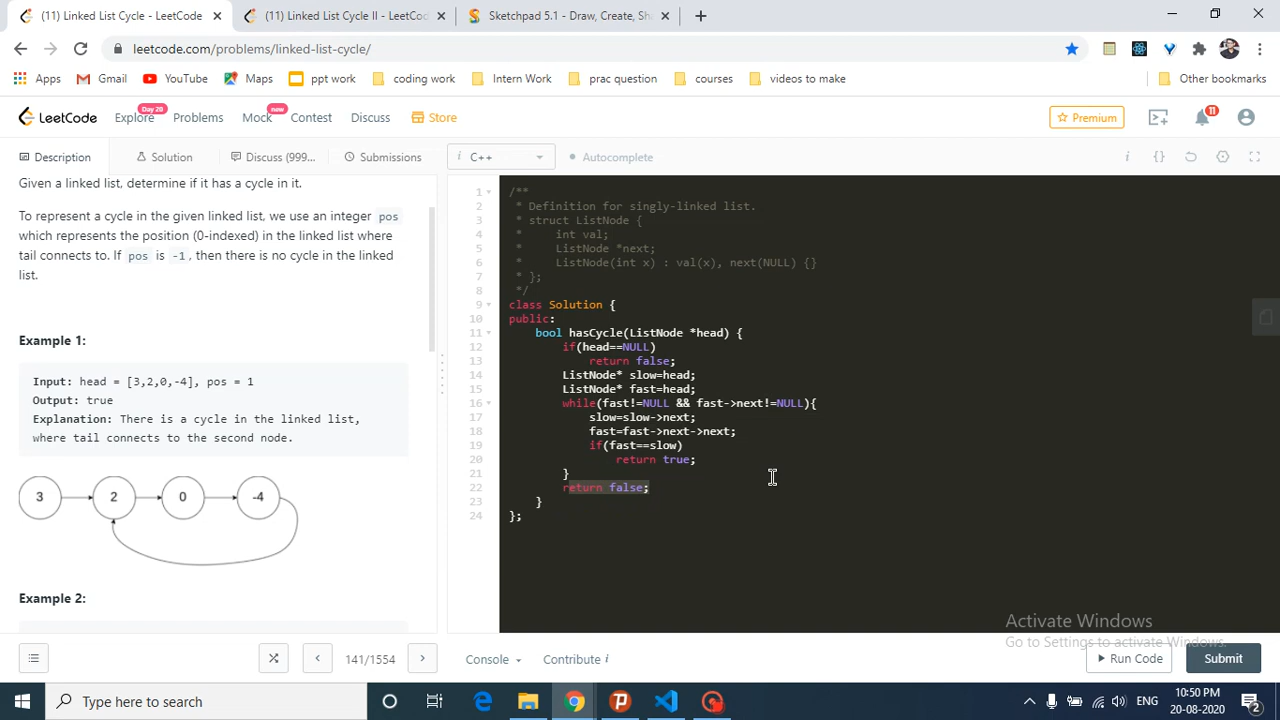 (11) Linked List Cycle - LeetCode
(11) Linked List Cycle II - LeetCod
Sketchpad 5.1 - Draw, Create, Sha
leetcode.com/problems/linked-list-cycle/
Apps
Gmail
YouTube
Maps
ppt work
coding work
Intern Work
prac question
courses
videos to make
Other bookmarks
LeetCode
Explore
Day 20
Problems
Mock
new
Contest
Discuss
Store
Premium
11
Description
Solution
Discuss (999...
Submissions
i C++
Autocomplete
Given a linked list, determine if it has a cycle in it.
To represent a cycle in the given linked list, we use an integer pos
which represents the position (0-indexed) in the linked list where
tail connects to. If pos is -1, then there is no cycle in the linked
list.
Example 1:
Input: head = [3,2,0,-4], pos = 1
Output: true
Explanation: There is a cycle in the linked list,
where tail connects to the second node.
3 2 0 -4
Example 2:
1 /**
2 * Definition for singly-linked list.
3 * struct ListNode {
4 *     int val;
5 *     ListNode *next;
6 *     ListNode(int x) : val(x), next(NULL) {}
7 * };
8 */
9 class Solution {
10 public:
11 bool hasCycle(ListNode *head) {
12 if(head==NULL)
13 return false;
14 ListNode* slow=head;
15 ListNode* fast=head;
16 while(fast!=NULL && fast->next!=NULL){
17 slow=slow->next;
18 fast=fast->next->next;
19 if(fast==slow)
20 return true;
21 }
22 return false;
23 }
24 };
Activate Windows
Go to Settings to activate Windows.
141/1554
Console
Contribute i
Run Code
Submit
Type here to search
ENG
10:50 PM
20-08-2020
2